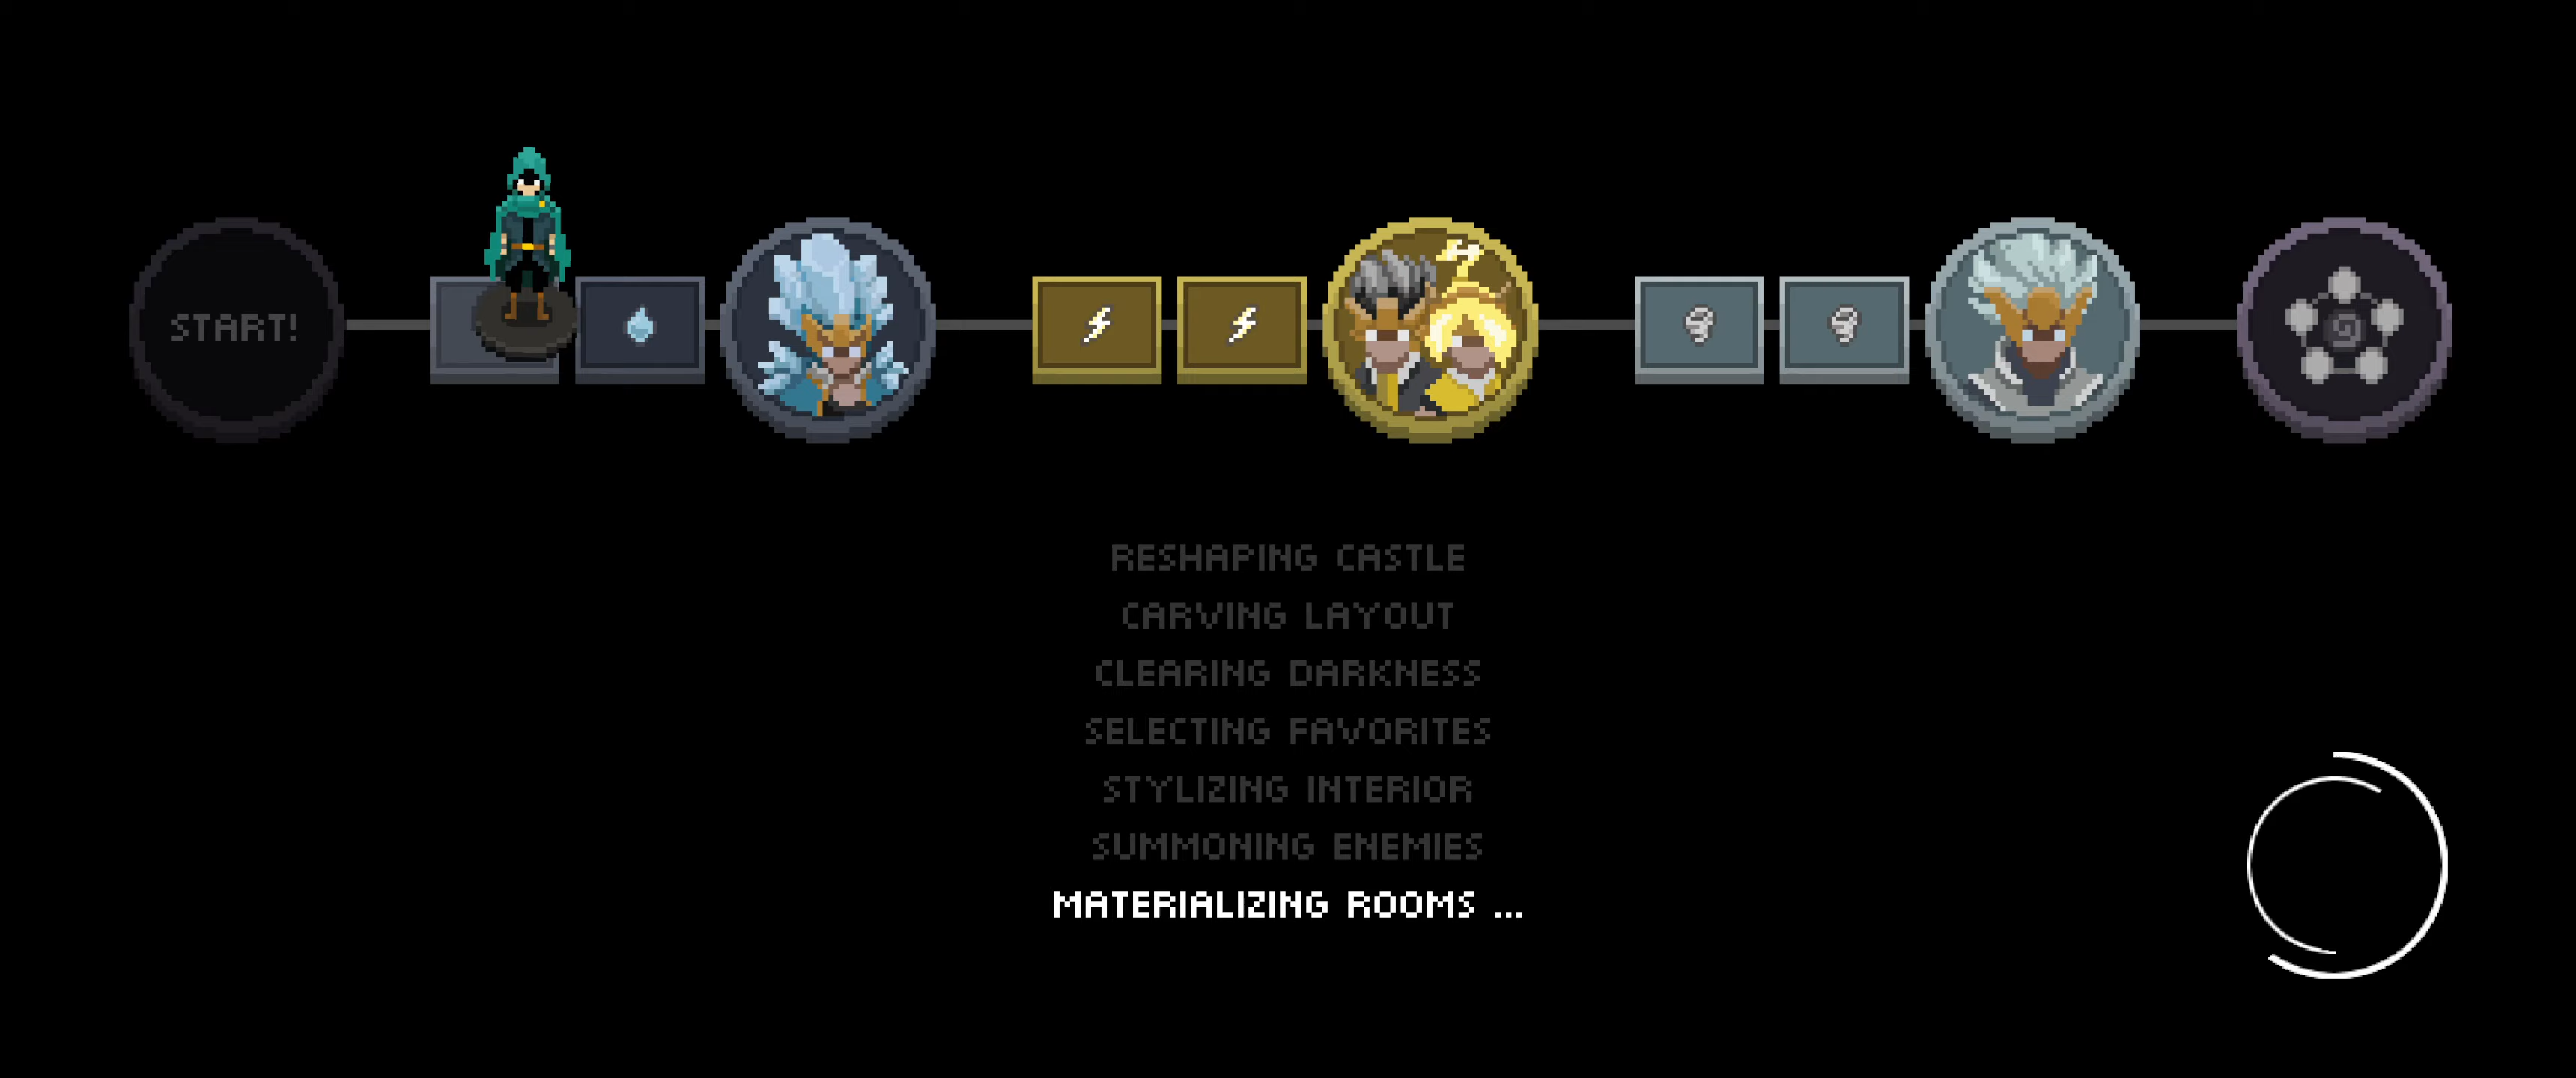 START!
RESHAPING CASTLE
CARVING LAYOUT
CLEARING DARKNESS
SELECTING FAVORITES
STYLIZING INTERIOR
SUMMONING ENEMIES
MATERIALIZING ROOMS ...